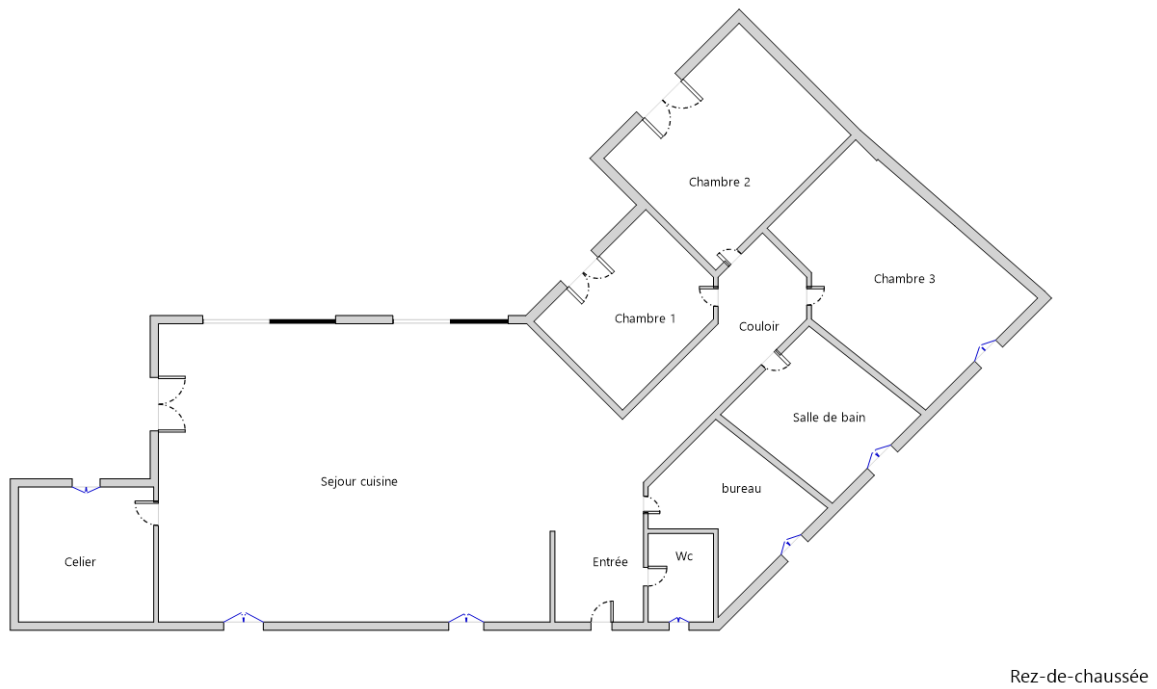 Chambre 2
Chambre 3
Chambre 1
Couloir
Salle de bain
Sejour cuisine
bureau
Celier
Entrée
Wc
Rez-de-chaussée